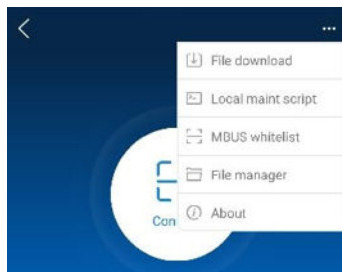 File download
Local maint script
MBUS whitelist
File manager
About
Con